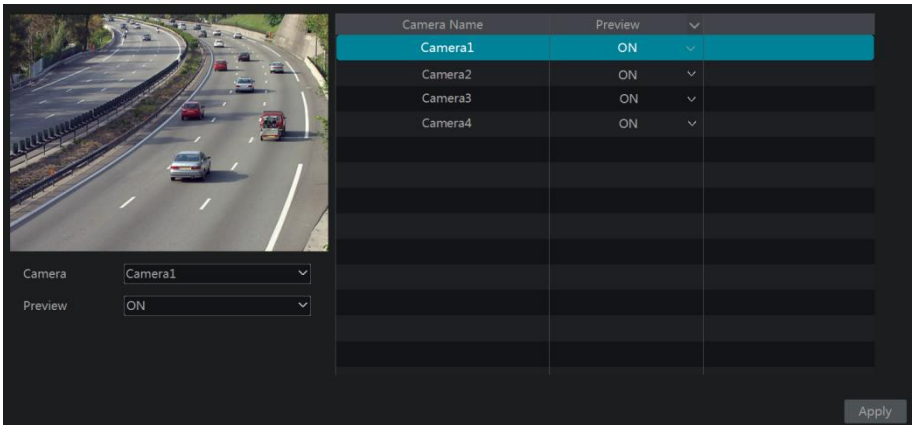 Camera Name Preview
Camera1 ON
Camera2 ON
Camera3 ON
Camera4 ON
Camera Camera1
Preview ON
Apply